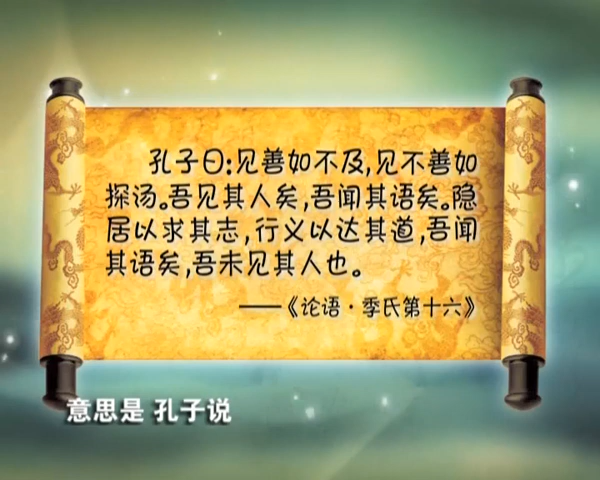 孔子曰:见善如不及,见不善如
探汤。吾见其人矣,吾闻其语矣。隐
居以求其志,行义以达其道,吾闻
其语矣,吾未见其人也。
——《论语·季氏第十六》
意思是 孔子说